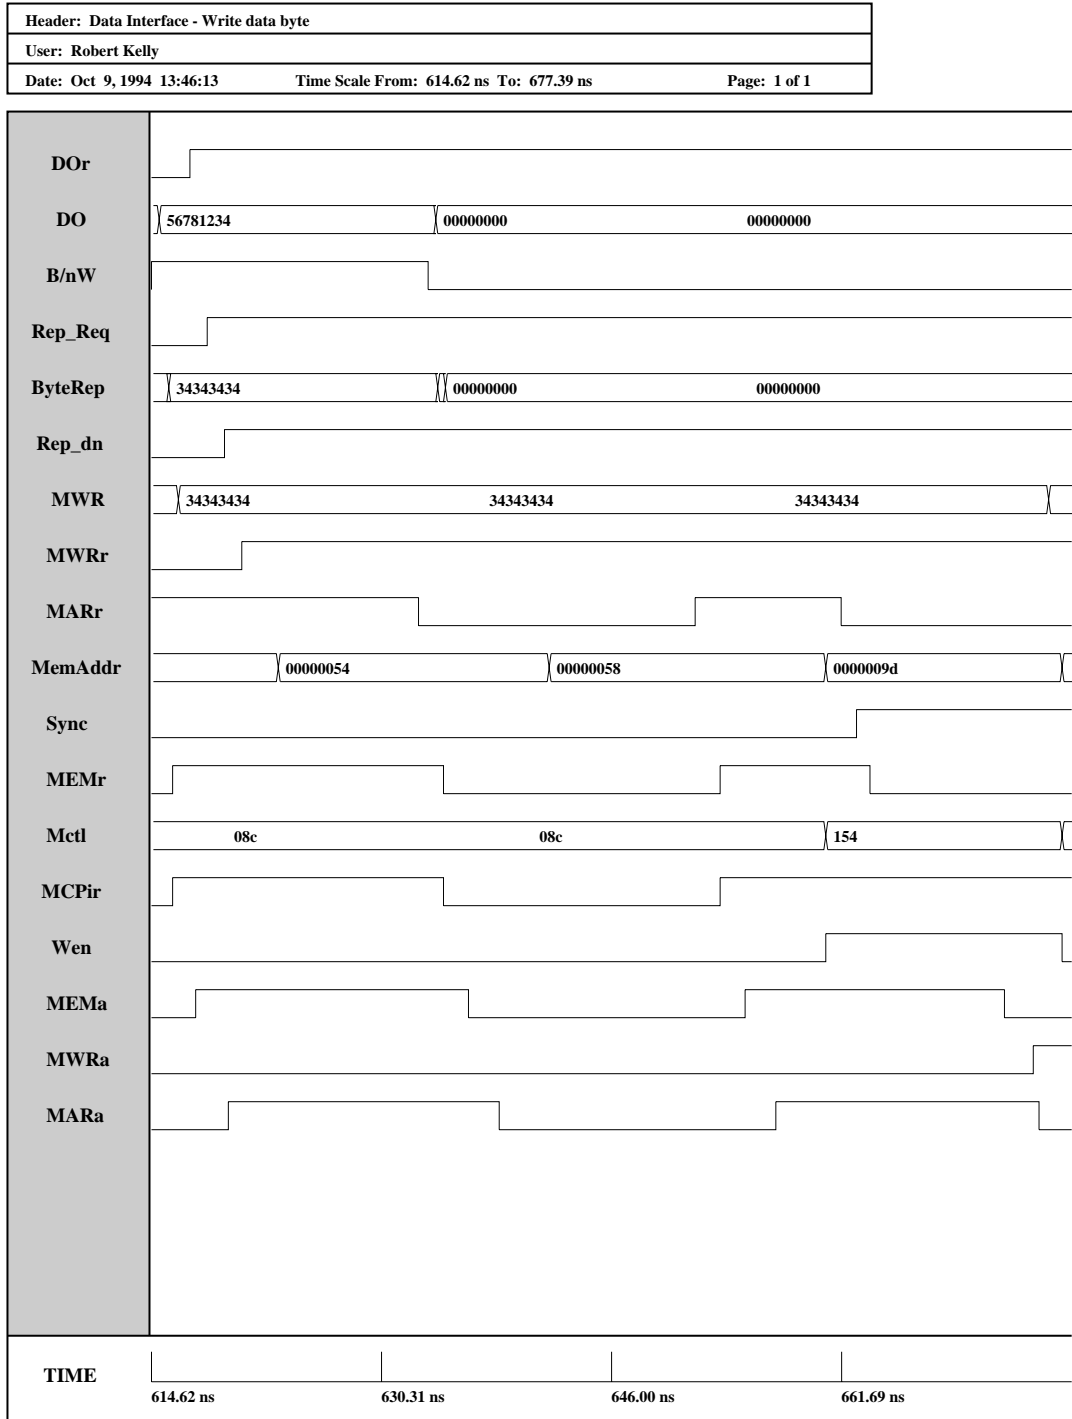 Header: Data Interface - Write data byte
User: Robert Kelly
Date: Oct 9, 1994 13:46:13 Time Scale From: 614.62 ns To: 677.39 ns Page: 1 of 1
DOr
DO 56781234 00000000 00000000
B/nW
Rep_Req
ByteRep 34343434 00000000 00000000
Rep_dn
MWR 34343434 34343434 34343434
MWRr
MARr
MemAddr 00000054 00000058 0000009d
Sync
MEMr
Mctl 08c 08c 154
MCPir
Wen
MEMa
MWRa
MARa
TIME
614.62 ns 630.31 ns 646.00 ns 661.69 ns